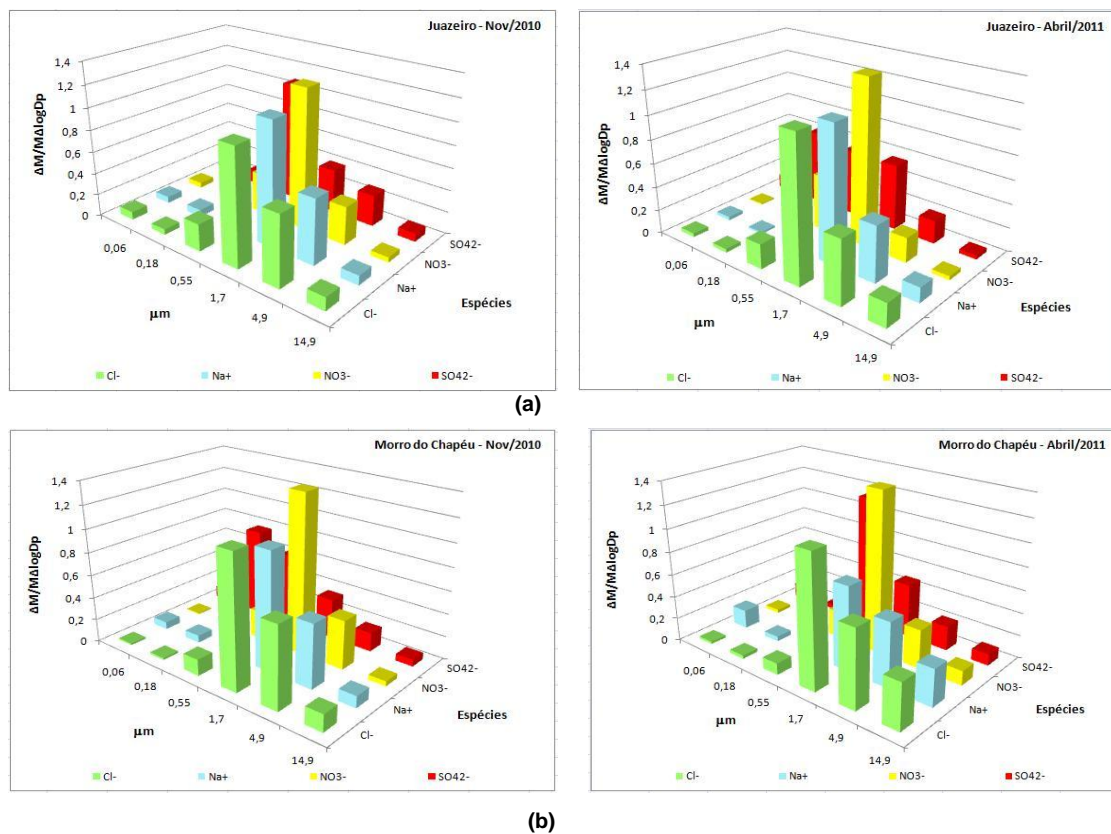 Juazeiro - Nov/2010
ΔM/MΔlogDp
1,4
1,2
1
0,8
0,6
0,4
0,2
0
0,06
0,18
0,55
1,7
4,9
14,9
µm
Cl-
Na+
NO3-
SO42-
Espécies
Cl- Na+ NO3- SO42-
Juazeiro - Abril/2011
ΔM/MΔlogDp
1,4
1,2
1
0,8
0,6
0,4
0,2
0
0,06
0,18
0,55
1,7
4,9
14,9
µm
Cl-
Na+
NO3-
SO42-
Espécies
Cl- Na+ NO3- SO42-
(a)
Morro do Chapéu - Nov/2010
ΔM/MΔlogDp
1,4
1,2
1
0,8
0,6
0,4
0,2
0
0,06
0,18
0,55
1,7
4,9
14,9
µm
Cl-
Na+
NO3-
SO42-
Espécies
Cl- Na+ NO3- SO42-
Morro do Chapéu - Abril/2011
ΔM/MΔlogDp
1,4
1,2
1
0,8
0,6
0,4
0,2
0
0,06
0,18
0,55
1,7
4,9
14,9
µm
Cl-
Na+
NO3-
SO42-
Espécies
Cl- Na+ NO3- SO42-
(b)